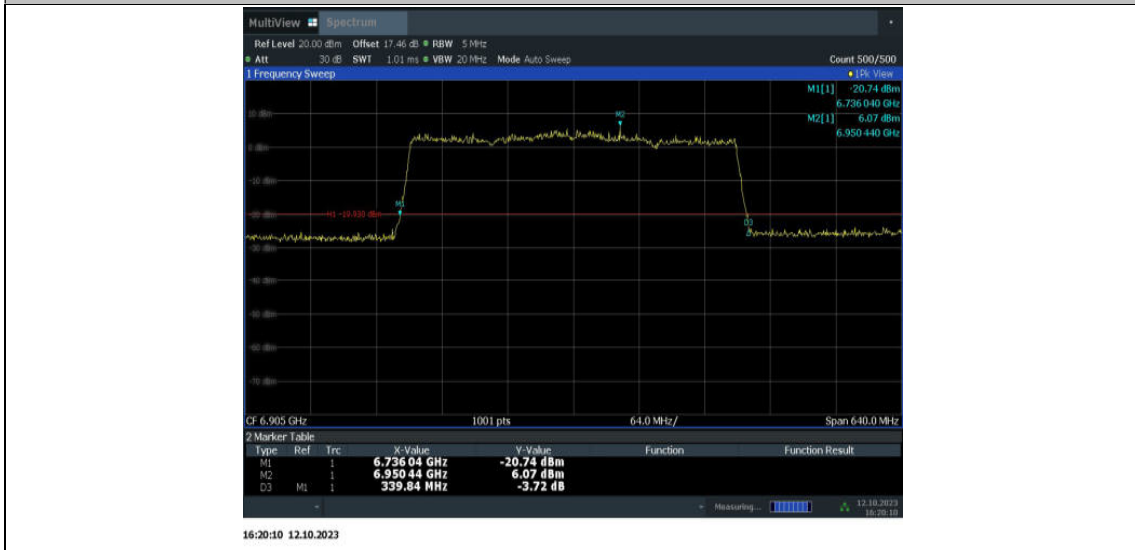 MultiView Spectrum
Ref Level 20.00 dBm Offset 17.46 dB RBW 5 MHz
Att 30 dB SWT 1.01 ms VBW 20 MHz Mode Auto Sweep Count 500/500
1 Frequency Sweep 1Pk View
M1[1] -20.74 dBm
6.736 040 GHz
M2[1] 6.07 dBm
6.950 440 GHz
10 dBm
M2
0 dBm
-10 dBm
M1
-20 dBm H1 -19.930 dBm
D3
-30 dBm
-40 dBm
-50 dBm
-60 dBm
-70 dBm
CF 6.905 GHz 1001 pts 64.0 MHz/ Span 640.0 MHz
2 Marker Table
Type Ref Trc X-Value Y-Value Function Function Result
M1 1 6.736 04 GHz -20.74 dBm
M2 1 6.950 44 GHz 6.07 dBm
D3 M1 1 339.84 MHz -3.72 dB
Measuring... 12.10.2023
16:20:10
16:20:10 12.10.2023